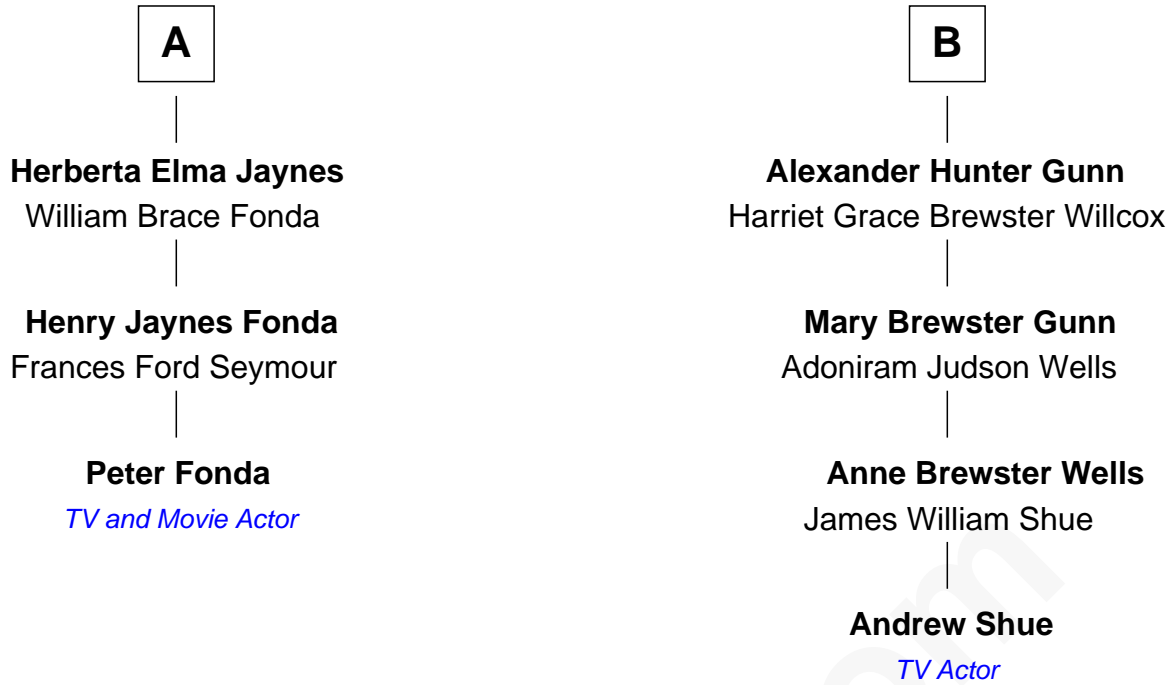 A
Herberta Elma Jaynes
William Brace Fonda
Henry Jaynes Fonda
Frances Ford Seymour
Peter Fonda
TV and Movie Actor
B
Alexander Hunter Gunn
Harriet Grace Brewster Willcox
Mary Brewster Gunn
Adoniram Judson Wells
Anne Brewster Wells
James William Shue
Andrew Shue
TV Actor